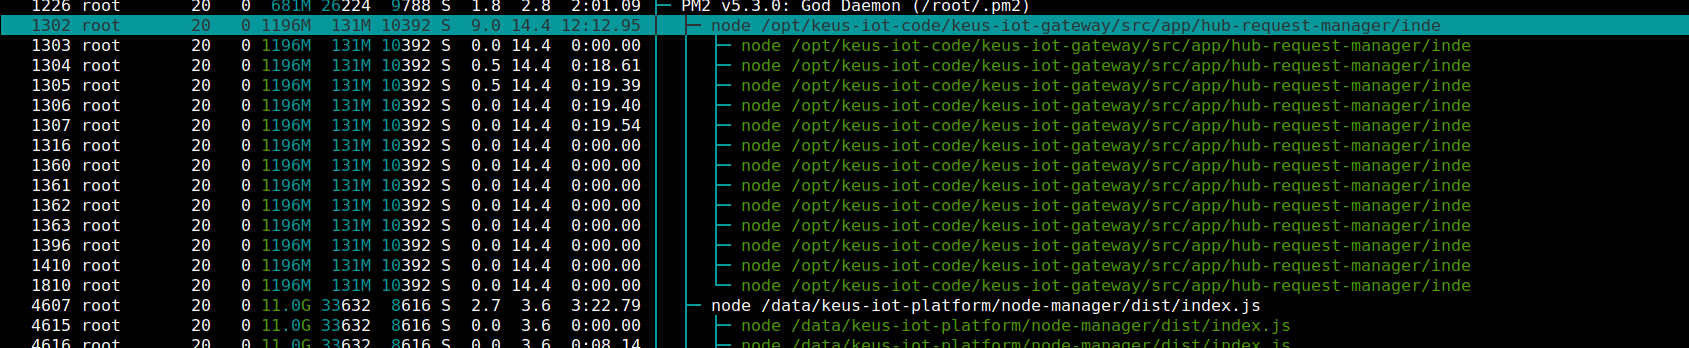 1226 root 20 0 681M 26224 9788 S 1.8 2.8 2:01.09 PM2 v5.3.0: God Daemon (/root/.pm2)
1302 root 20 0 1196M 131M 10392 S 9.0 14.4 12:12.95 node /opt/keus-iot-code/keus-iot-gateway/src/app/hub-request-manager/inde
1303 root 20 0 1196M 131M 10392 S 0.0 14.4 0:00.00 node /opt/keus-iot-code/keus-iot-gateway/src/app/hub-request-manager/inde
1304 root 20 0 1196M 131M 10392 S 0.5 14.4 0:18.61 node /opt/keus-iot-code/keus-iot-gateway/src/app/hub-request-manager/inde
1305 root 20 0 1196M 131M 10392 S 0.5 14.4 0:19.39 node /opt/keus-iot-code/keus-iot-gateway/src/app/hub-request-manager/inde
1306 root 20 0 1196M 131M 10392 S 0.0 14.4 0:19.40 node /opt/keus-iot-code/keus-iot-gateway/src/app/hub-request-manager/inde
1307 root 20 0 1196M 131M 10392 S 0.0 14.4 0:19.54 node /opt/keus-iot-code/keus-iot-gateway/src/app/hub-request-manager/inde
1316 root 20 0 1196M 131M 10392 S 0.0 14.4 0:00.00 node /opt/keus-iot-code/keus-iot-gateway/src/app/hub-request-manager/inde
1360 root 20 0 1196M 131M 10392 S 0.0 14.4 0:00.00 node /opt/keus-iot-code/keus-iot-gateway/src/app/hub-request-manager/inde
1361 root 20 0 1196M 131M 10392 S 0.0 14.4 0:00.00 node /opt/keus-iot-code/keus-iot-gateway/src/app/hub-request-manager/inde
1362 root 20 0 1196M 131M 10392 S 0.0 14.4 0:00.00 node /opt/keus-iot-code/keus-iot-gateway/src/app/hub-request-manager/inde
1363 root 20 0 1196M 131M 10392 S 0.0 14.4 0:00.00 node /opt/keus-iot-code/keus-iot-gateway/src/app/hub-request-manager/inde
1396 root 20 0 1196M 131M 10392 S 0.0 14.4 0:00.00 node /opt/keus-iot-code/keus-iot-gateway/src/app/hub-request-manager/inde
1410 root 20 0 1196M 131M 10392 S 0.0 14.4 0:00.00 node /opt/keus-iot-code/keus-iot-gateway/src/app/hub-request-manager/inde
1810 root 20 0 1196M 131M 10392 S 0.0 14.4 0:00.00 node /opt/keus-iot-code/keus-iot-gateway/src/app/hub-request-manager/inde
4607 root 20 0 11.0G 33632 8616 S 2.7 3.6 3:22.79 node /data/keus-iot-platform/node-manager/dist/index.js
4615 root 20 0 11.0G 33632 8616 S 0.0 3.6 0:00.00 node /data/keus-iot-platform/node-manager/dist/index.js
4616 root 20 0 11.0G 33632 8616 S 0.0 3.6 0:08.14 node /data/keus-iot-platform/node-manager/dist/index.js